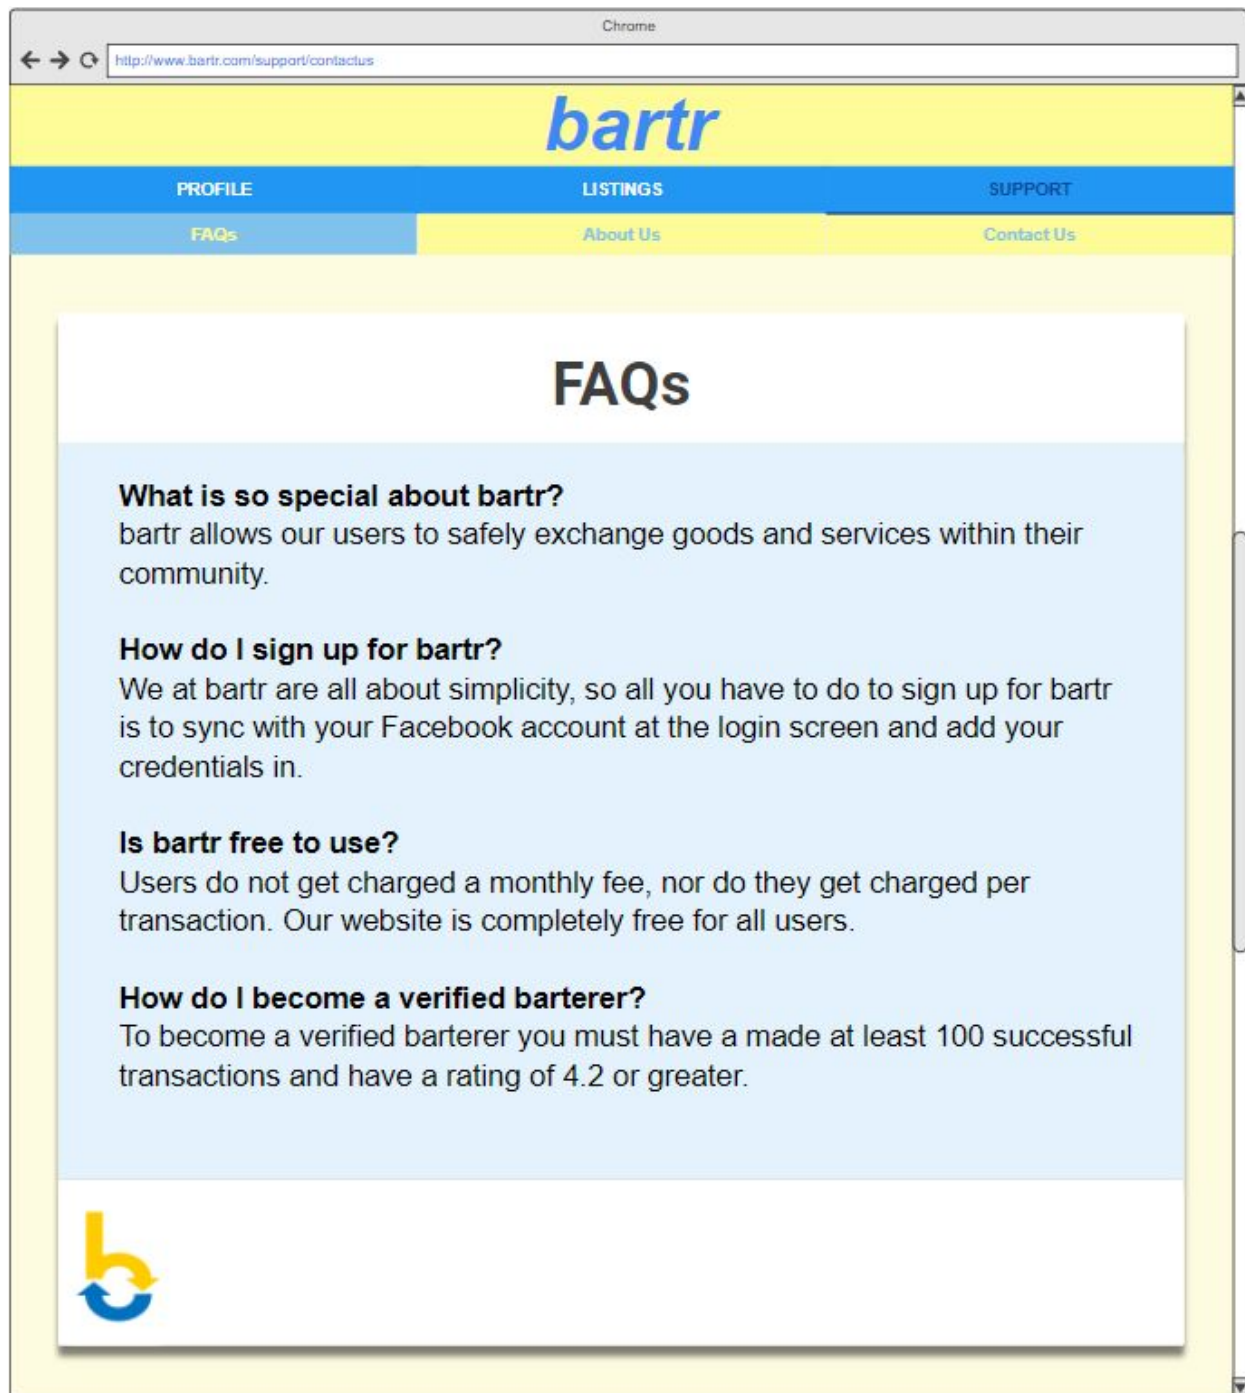 Chrome
http://www.bartr.com/support/contactus
bartr
PROFILE LISTINGS SUPPORT
FAQs About Us Contact Us
FAQs
What is so special about bartr?
bartr allows our users to safely exchange goods and services within their
community.
How do I sign up for bartr?
We at bartr are all about simplicity, so all you have to do to sign up for bartr
is to sync with your Facebook account at the login screen and add your
credentials in.
Is bartr free to use?
Users do not get charged a monthly fee, nor do they get charged per
transaction. Our website is completely free for all users.
How do I become a verified barterer?
To become a verified barterer you must have a made at least 100 successful
transactions and have a rating of 4.2 or greater.
b